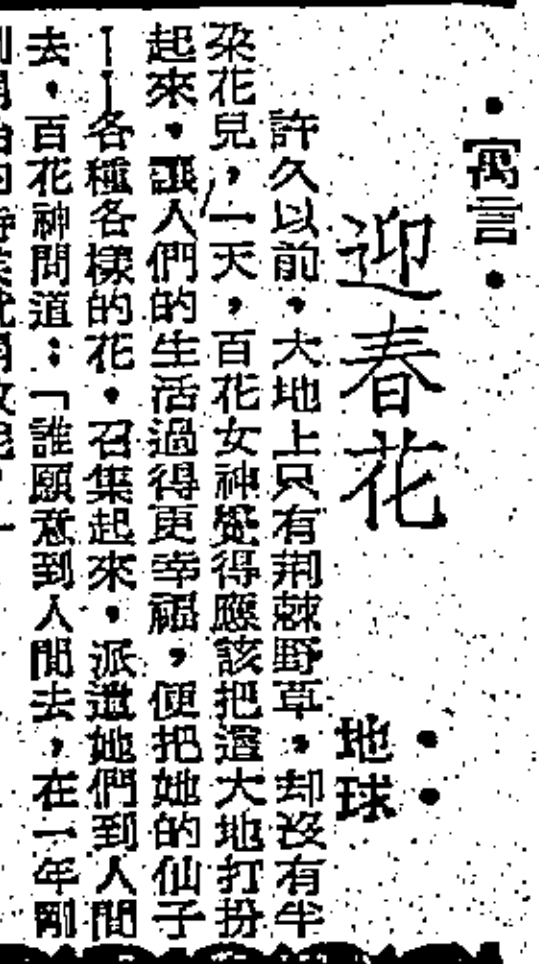 •寓言•
迎春花
••地球
許久以前，大地上只有荆棘野草，却沒有半
朶花兒，一天，百花女神覺得應該把這大地打扮
起來，讓人們的生活過得更幸福，便把她的仙子
——各種各樣的花，召集起來，派遣她們到人間
去，百花神問道：「誰願意到人間去，在一年剛